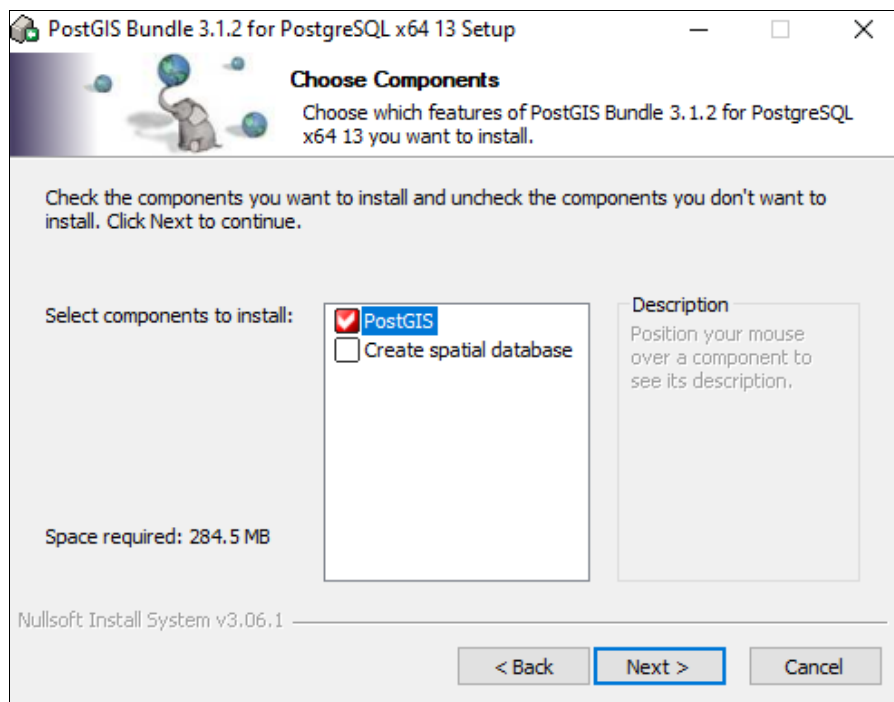 PostGIS Bundle 3.1.2 for PostgreSQL x64 13 Setup
Choose Components
Choose which features of PostGIS Bundle 3.1.2 for PostgreSQL
x64 13 you want to install.
Check the components you want to install and uncheck the components you don't want to
install. Click Next to continue.
Select components to install:
PostGIS
Create spatial database
Description
Position your mouse
over a component to
see its description.
Space required: 284.5 MB
Nullsoft Install System v3.06.1
< Back
Next >
Cancel